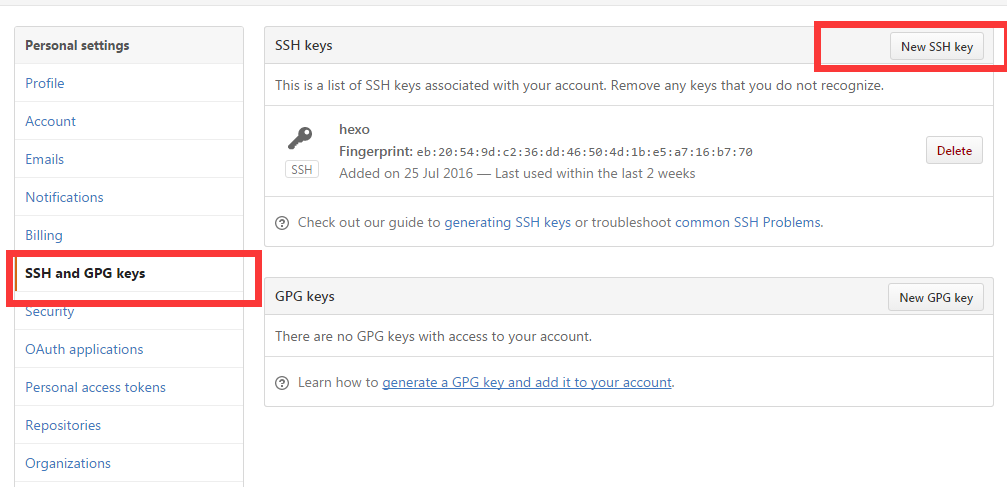 Personal settings
Profile
Account
Emails
Notifications
Billing
SSH and GPG keys
Security
OAuth applications
Personal access tokens
Repositories
Organizations
SSH keys
New SSH key
This is a list of SSH keys associated with your account. Remove any keys that you do not recognize.
hexo
SSH
Fingerprint: eb:20:54:9d:c2:36:dd:46:50:4d:1b:e5:a7:16:b7:70
Added on 25 Jul 2016 — Last used within the last 2 weeks
Delete
Check out our guide to generating SSH keys or troubleshoot common SSH Problems.
GPG keys
New GPG key
There are no GPG keys with access to your account.
Learn how to generate a GPG key and add it to your account.